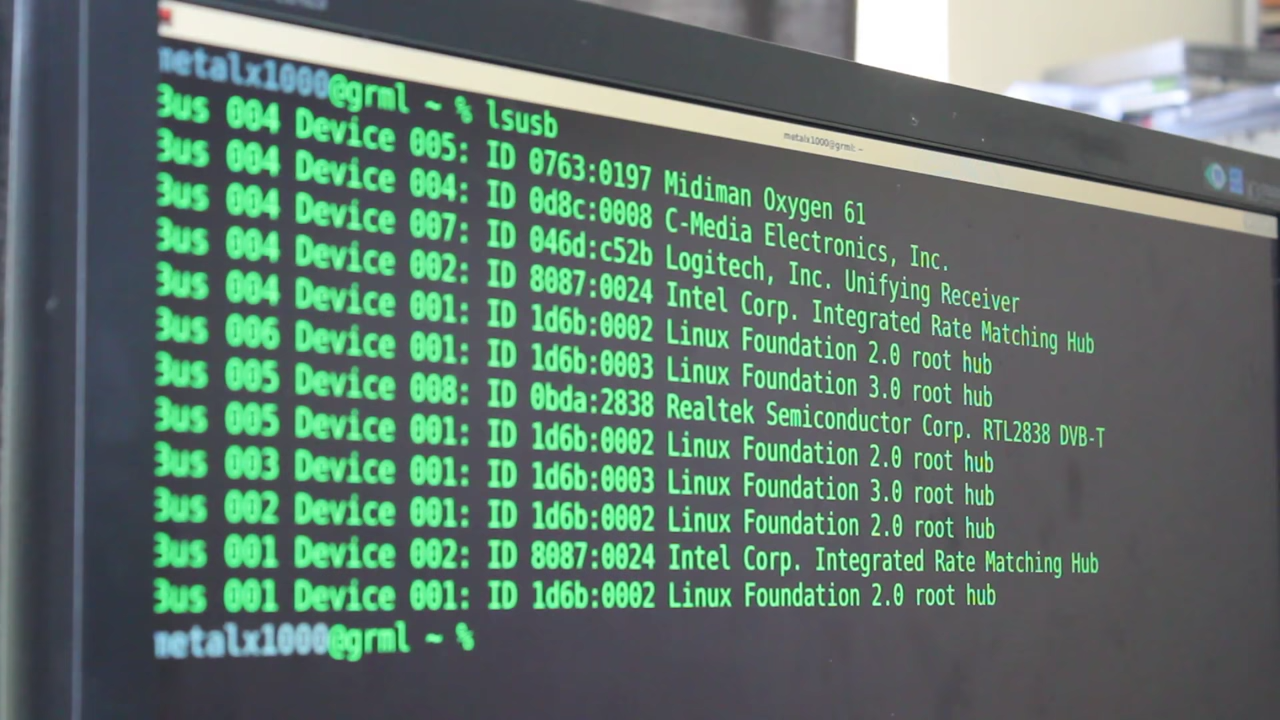 metalx1000@grml: ~
metalx1000@grml ~ % lsusb
Bus 004 Device 005: ID 0763:0197 Midiman Oxygen 61
Bus 004 Device 004: ID 0d8c:0008 C-Media Electronics, Inc.
Bus 004 Device 007: ID 046d:c52b Logitech, Inc. Unifying Receiver
Bus 004 Device 002: ID 8087:0024 Intel Corp. Integrated Rate Matching Hub
Bus 004 Device 001: ID 1d6b:0002 Linux Foundation 2.0 root hub
Bus 006 Device 001: ID 1d6b:0003 Linux Foundation 3.0 root hub
Bus 005 Device 008: ID 0bda:2838 Realtek Semiconductor Corp. RTL2838 DVB-T
Bus 005 Device 001: ID 1d6b:0002 Linux Foundation 2.0 root hub
Bus 003 Device 001: ID 1d6b:0003 Linux Foundation 3.0 root hub
Bus 002 Device 001: ID 1d6b:0002 Linux Foundation 2.0 root hub
Bus 001 Device 002: ID 8087:0024 Intel Corp. Integrated Rate Matching Hub
Bus 001 Device 001: ID 1d6b:0002 Linux Foundation 2.0 root hub
metalx1000@grml ~ %